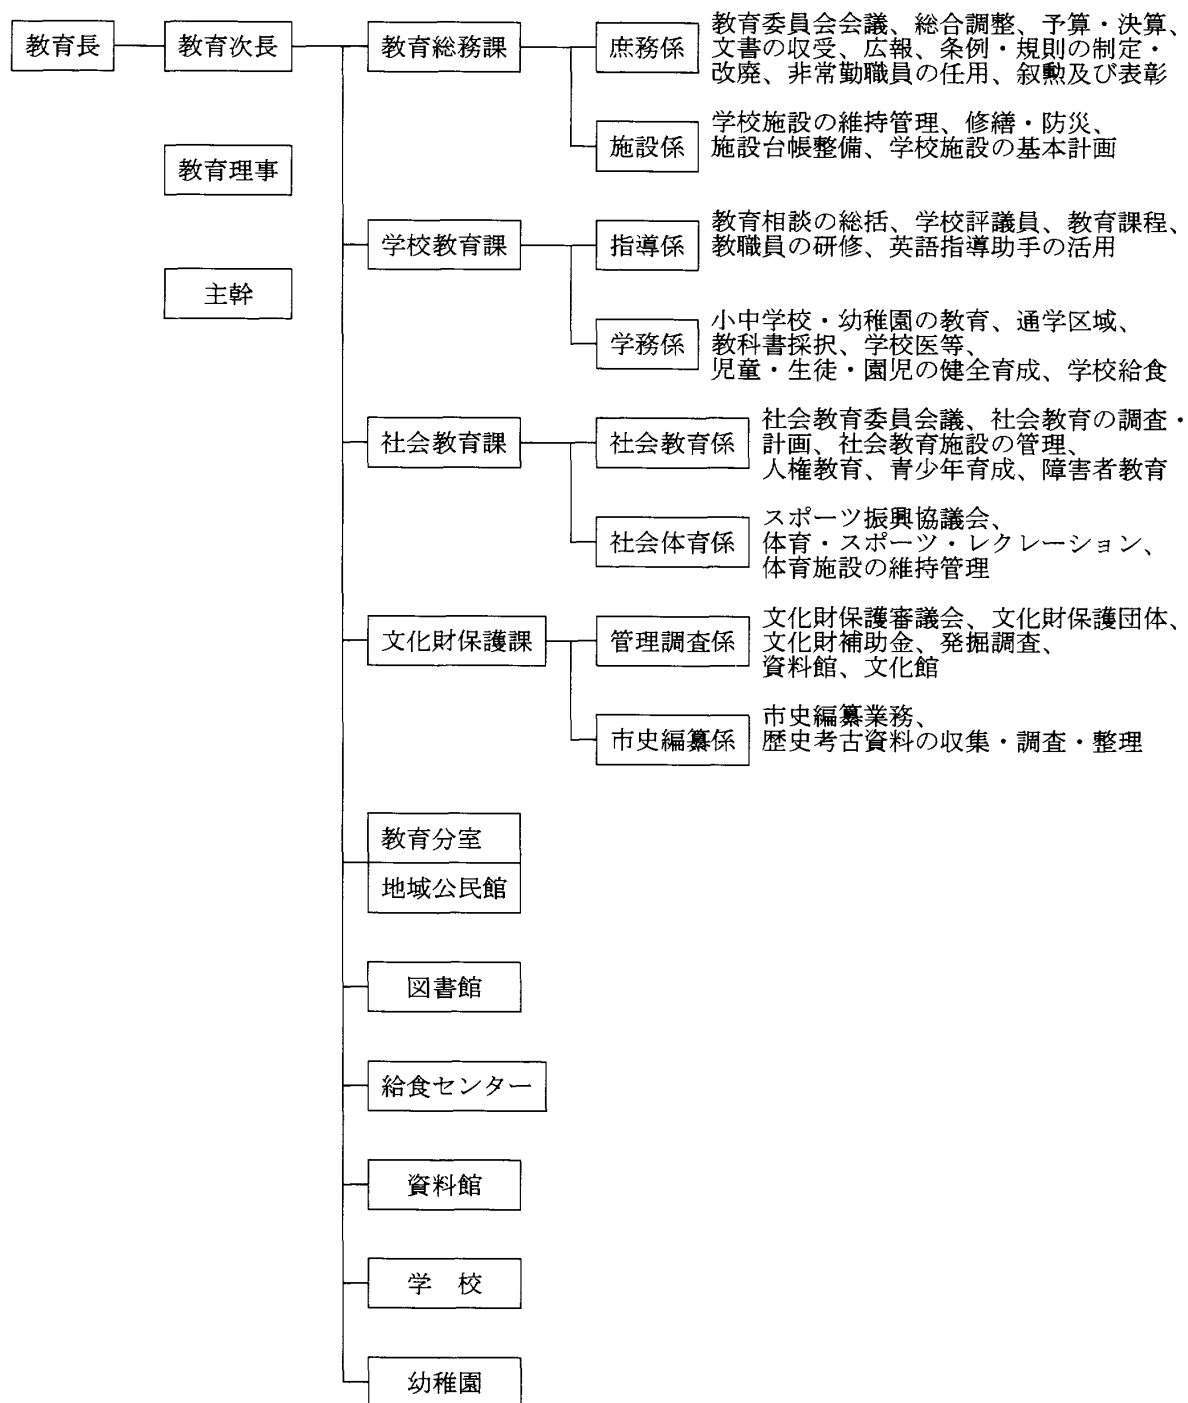 教育長
教育次長
教育理事
主幹
教育総務課
庶務係
教育委員会会議、総合調整、予算・決算、
文書の収受、広報、条例・規則の制定・
改廃、非常勤職員の任用、叙勲及び表彰
施設係
学校施設の維持管理、修繕・防災、
施設台帳整備、学校施設の基本計画
学校教育課
指導係
教育相談の総括、学校評議員、教育課程、
教職員の研修、英語指導助手の活用
学務係
小中学校・幼稚園の教育、通学区域、
教科書採択、学校医等、
児童・生徒・園児の健全育成、学校給食
社会教育課
社会教育係
社会教育委員会議、社会教育の調査・
計画、社会教育施設の管理、
人権教育、青少年育成、障害者教育
社会体育係
スポーツ振興協議会、
体育・スポーツ・レクレーション、
体育施設の維持管理
文化財保護課
管理調査係
文化財保護審議会、文化財保護団体、
文化財補助金、発掘調査、
資料館、文化館
市史編纂係
市史編纂業務、
歴史考古資料の収集・調査・整理
教育分室
地域公民館
図書館
給食センター
資料館
学　校
幼稚園